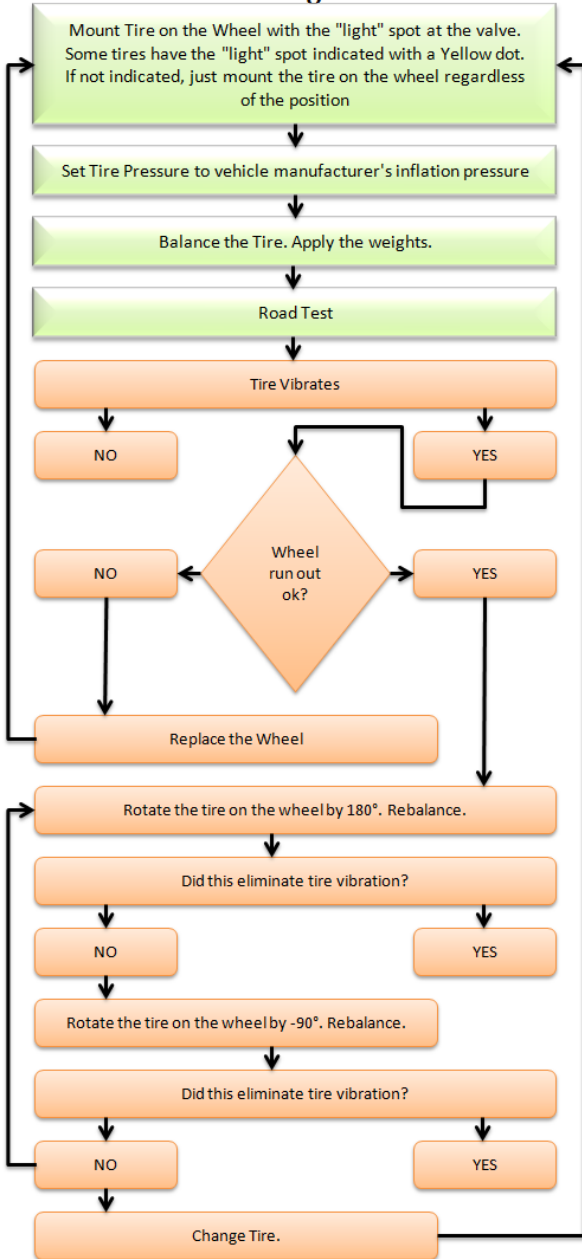 Mount Tire on the Wheel with the "light" spot at the valve.
Some tires have the "light" spot indicated with a Yellow dot.
If not indicated, just mount the tire on the wheel regardless
of the position
Set Tire Pressure to vehicle manufacturer's inflation pressure
Balance the Tire. Apply the weights.
Road Test
Tire Vibrates
NO
YES
Wheel
run out
ok?
NO
YES
Replace the Wheel
Rotate the tire on the wheel by 180°. Rebalance.
Did this eliminate tire vibration?
NO
YES
Rotate the tire on the wheel by -90°. Rebalance.
Did this eliminate tire vibration?
NO
YES
Change Tire.